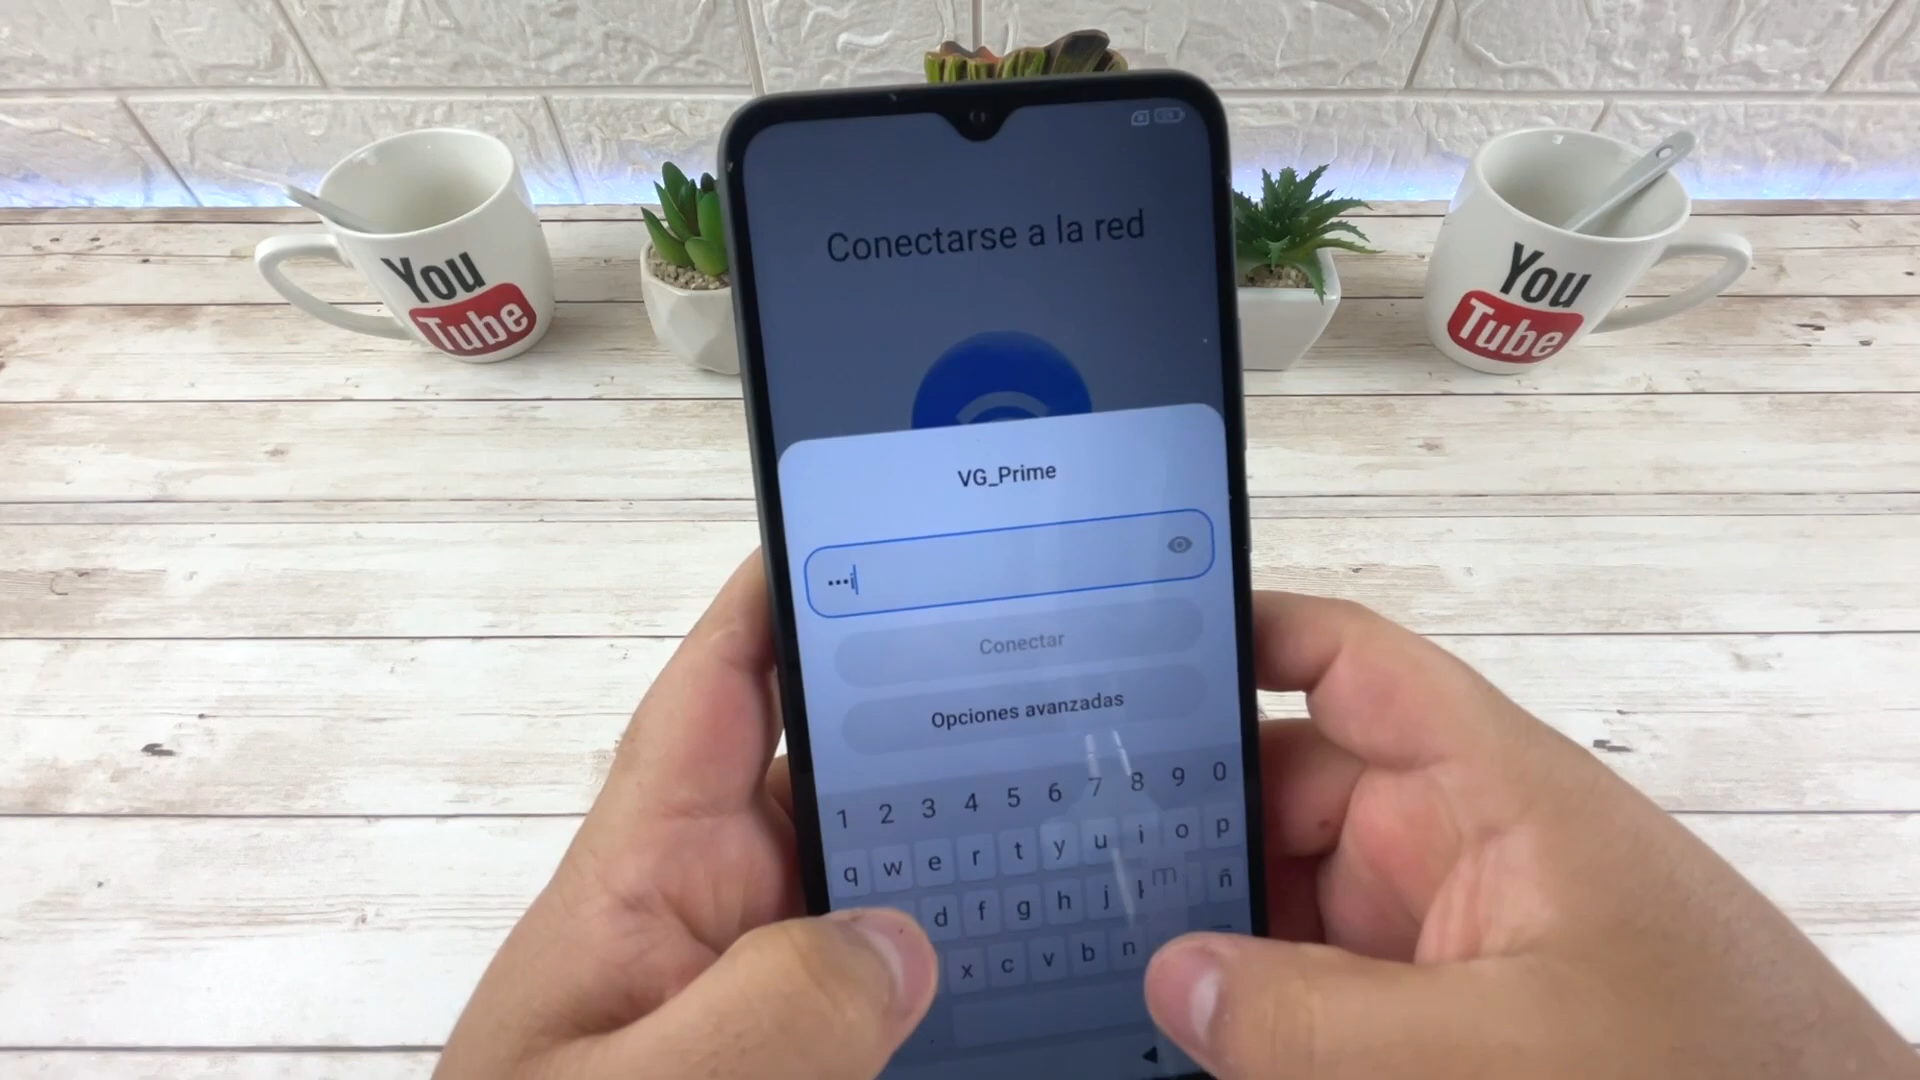 Conectarse a la red
You
Tube
You
Tube
VG_Prime
•••i
Conectar
Opciones avanzadas
1 2 3 4 5 6 7 8 9 0
q w e r t y u i o p
d f g h j m ñ
x c v b n